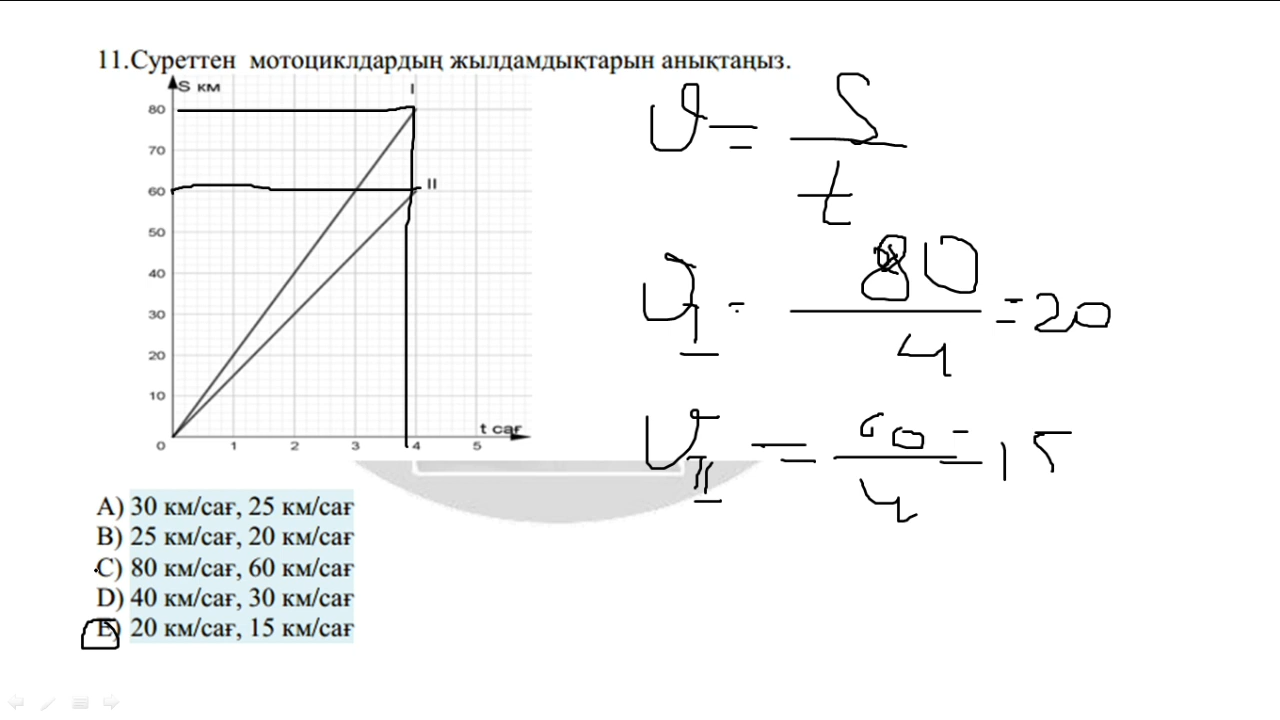 11.Суреттен мотоциклдардың жылдамдықтарын анықтаңыз.
S км
I
80
70
60
II
50
40
30
20
10
0
1
2
3
4
5
t сағ
A) 30 км/сағ, 25 км/сағ
B) 25 км/сағ, 20 км/сағ
C) 80 км/сағ, 60 км/сағ
D) 40 км/сағ, 30 км/сағ
E) 20 км/сағ, 15 км/сағ
υ = S / t
υ_I = 80 / 4 = 20
υ_II = 60 / 4 = 15